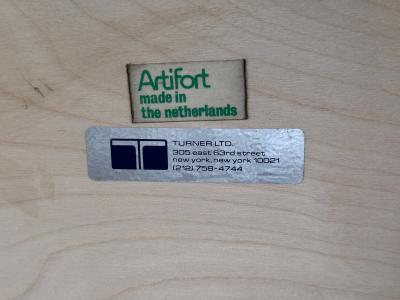 Artifort
made in
the netherlands
TURNER LTD.
305 east 63rd street
new york, new york 10021
(212) 758-4744